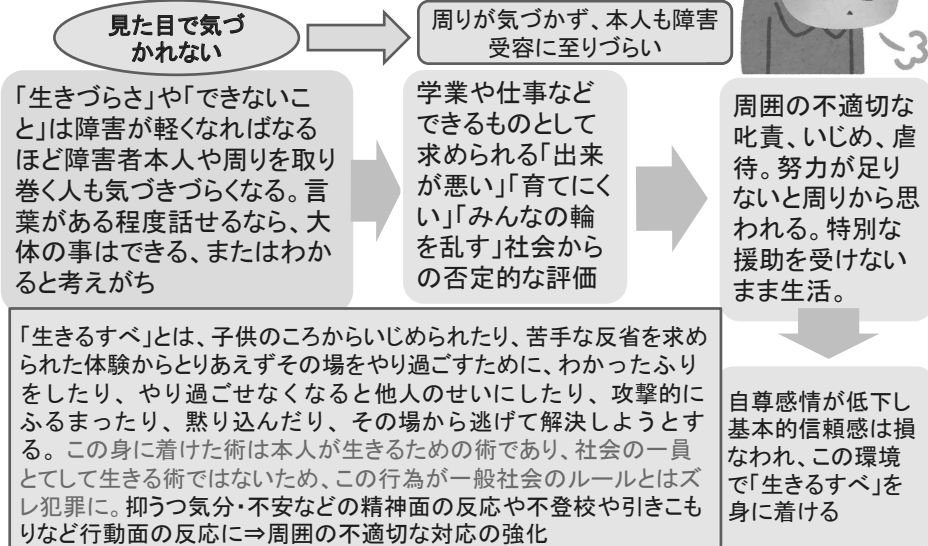 見た目で気づ
かれない
周りが気づかず、本人も障害
受容に至りづらい
「生きづらさ」や「できないこ
と」は障害が軽くなればなる
ほど障害者本人や周りを取り
巻く人も気づきづらくなる。言
葉がある程度話せるなら、大
体の事はできる、またはわか
ると考えがち
学業や仕事など
できるものとして
求められる「出来
が悪い」「育てにく
い」「みんなの輪
を乱す」社会から
の否定的な評価
周囲の不適切な
叱責、いじめ、虐
待。努力が足り
ないと周りから思
われる。特別な
援助を受けない
まま生活。
自尊感情が低下し
基本的信頼感は損
なわれ、この環境
で「生きるすべ」を
身に着ける
「生きるすべ」とは、子供のころからいじめられたり、苦手な反省を求め
られた体験からとりあえずその場をやり過ごすために、わかったふり
をしたり、やり過ごせなくなると他人のせいにしたり、攻撃的に
ふるまったり、黙り込んだり、その場から逃げて解決しようとす
る。この身に着けた術は本人が生きるための術であり、社会の一員
とてして生きる術ではないため、この行為が一般社会のルールとはズ
レ犯罪に。抑うつ気分・不安などの精神面の反応や不登校や引きこも
りなど行動面の反応に⇒周囲の不適切な対応の強化